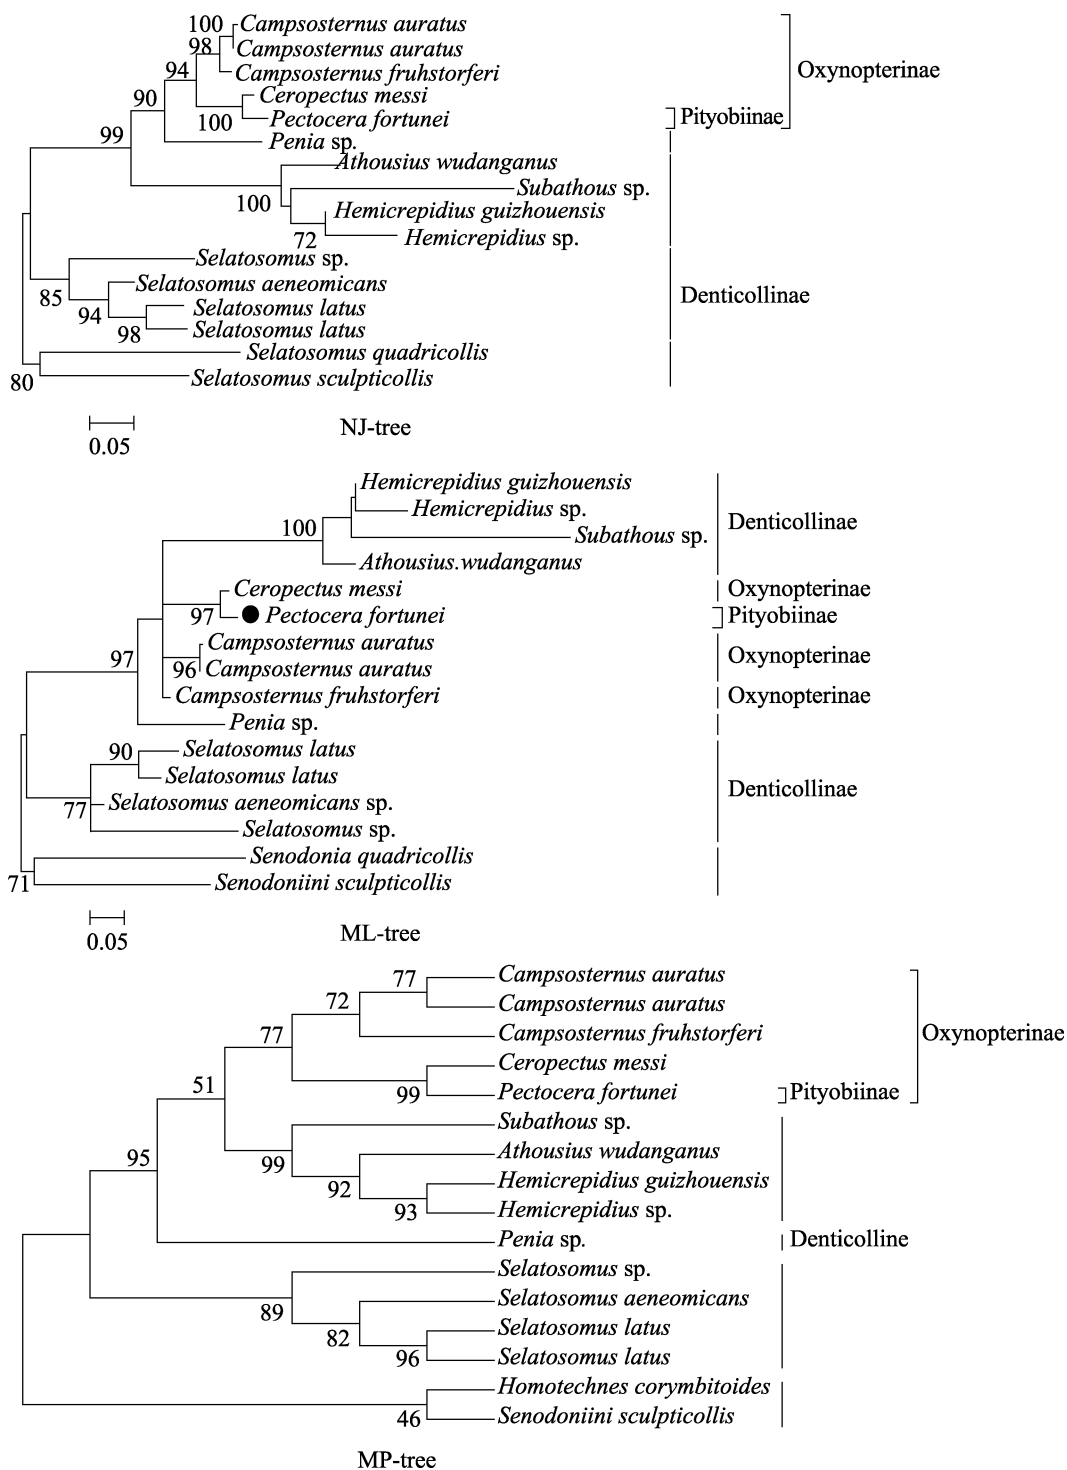 100 Campsosternus auratus
98 Campsosternus auratus
94 Campsosternus fruhstorferi Oxynopterinae
90 Ceropectus messi
100 Pectocera fortunei Pityobiinae
99 Penia sp.
Athousius wudanganus
100 Subathous sp.
Hemicrepidius guizhouensis
72 Hemicrepidius sp.
Selatosomus sp.
85 Selatosomus aeneomicans Denticollinae
94 Selatosomus latus
98 Selatosomus latus
Selatosomus quadricollis
80 Selatosomus sculpticollis
0.05 NJ-tree
Hemicrepidius guizhouensis
100 Hemicrepidius sp. Denticollinae
Subathous sp.
Athousius.wudanganus
Ceropectus messi Oxynopterinae
97 Pectocera fortunei Pityobiinae
Campsosternus auratus
97 96 Campsosternus auratus Oxynopterinae
Campsosternus fruhstorferi Oxynopterinae
Penia sp.
90 Selatosomus latus
Selatosomus latus Denticollinae
77 Selatosomus aeneomicans sp.
Selatosomus sp.
Senodonia quadricollis
71 Senodoniini sculpticollis
0.05 ML-tree
77 Campsosternus auratus
72 Campsosternus auratus
77 Campsosternus fruhstorferi Oxynopterinae
Ceropectus messi
51 99 Pectocera fortunei Pityobiinae
Subathous sp.
95 99 Athousius wudanganus
92 Hemicrepidius guizhouensis
93 Hemicrepidius sp.
Penia sp. Denticolline
Selatosomus sp.
89 Selatosomus aeneomicans
82 Selatosomus latus
96 Selatosomus latus
Homotechnes corymbitoides
46 Senodoniini sculpticollis
MP-tree